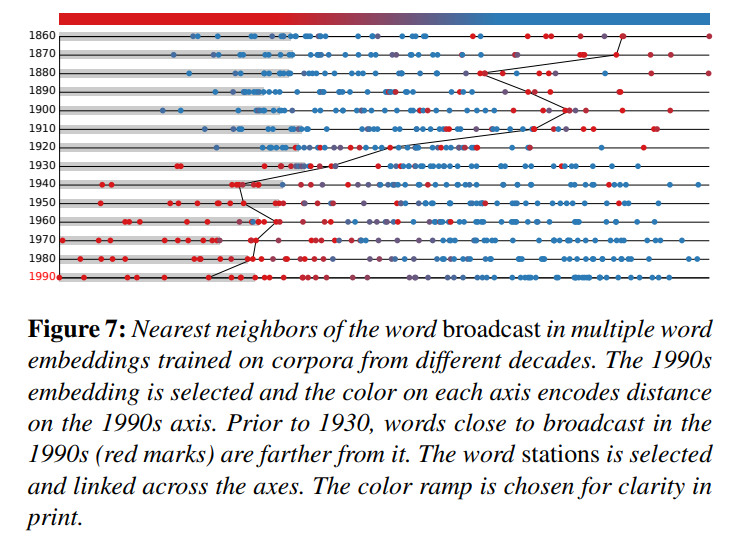 1860
1870
1880
1890
1900
1910
1920
1930
1940
1950
1960
1970
1980
1990
Figure 7: Nearest neighbors of the word broadcast in multiple word
embeddings trained on corpora from different decades. The 1990s
embedding is selected and the color on each axis encodes distance
on the 1990s axis. Prior to 1930, words close to broadcast in the
1990s (red marks) are farther from it. The word stations is selected
and linked across the axes. The color ramp is chosen for clarity in
print.